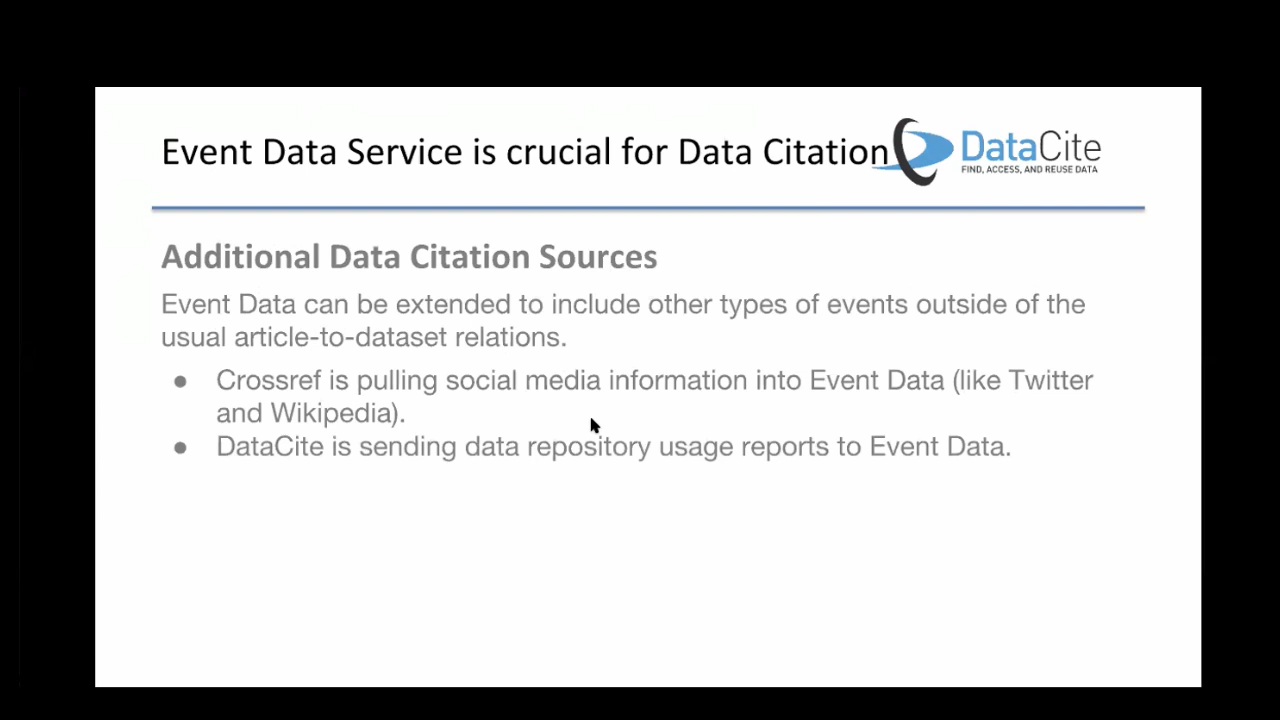 Event Data Service is crucial for Data Citation
DataCite
FIND, ACCESS, AND REUSE DATA
Additional Data Citation Sources
Event Data can be extended to include other types of events outside of the
usual article-to-dataset relations.
● Crossref is pulling social media information into Event Data (like Twitter
and Wikipedia).
● DataCite is sending data repository usage reports to Event Data.